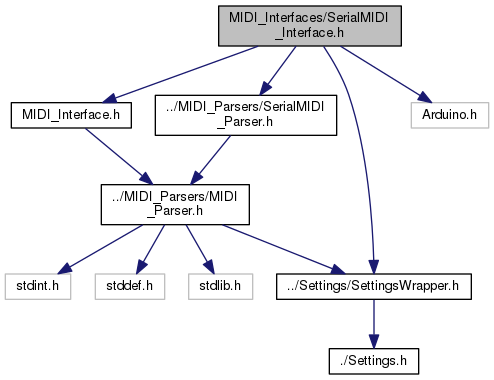 MIDI_Interfaces/SerialMIDI
_Interface.h
MIDI_Interface.h
../MIDI_Parsers/SerialMIDI
_Parser.h
Arduino.h
../MIDI_Parsers/MIDI
_Parser.h
stdint.h
stddef.h
stdlib.h
../Settings/SettingsWrapper.h
./Settings.h